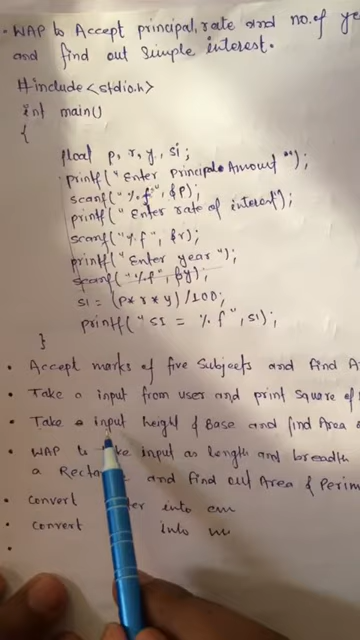 • WAP to Accept principal, rate and no. of ye
and find out Simple interest.
#include<stdio.h>
int main()
{
float p, r, y, si;
printf("Enter principle Amount "");
scanf("%f", &p);
printf("Enter rate of interest");
scanf("%f", &r);
printf("Enter year");
scanf("%f", &y);
si = (p*r*y)/100;
printf("SI = %f", si);
}
• Accept marks of five Subjects and find A
• Take a input from user and print Square of
• Take a input height & Base and find Area
• WAP to take input as length and breadth
a Rectangle and find out Area & Perim
• Convert into cm
• Convert into
•